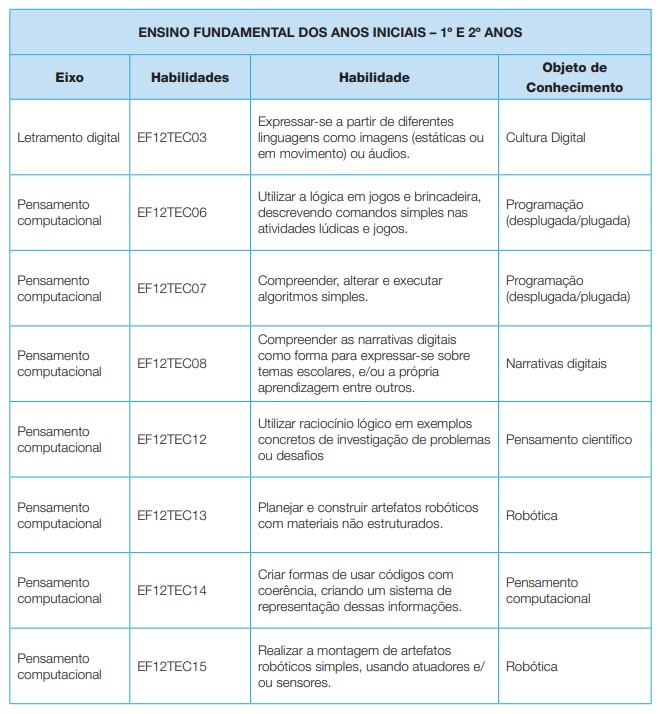 ENSINO FUNDAMENTAL DOS ANOS INICIAIS – 1º E 2º ANOS
Eixo
Habilidades
Habilidade
Objeto de
Conhecimento
Letramento digital
EF12TEC03
Expressar-se a partir de diferentes
linguagens como imagens (estáticas ou
em movimento) ou áudios.
Cultura Digital
Pensamento
computacional
EF12TEC06
Utilizar a lógica em jogos e brincadeira,
descrevendo comandos simples nas
atividades lúdicas e jogos.
Programação
(desplugada/plugada)
Pensamento
computacional
EF12TEC07
Compreender, alterar e executar
algoritmos simples.
Programação
(desplugada/plugada)
Pensamento
computacional
EF12TEC08
Compreender as narrativas digitais
como forma para expressar-se sobre
temas escolares, e/ou a própria
aprendizagem entre outros.
Narrativas digitais
Pensamento
computacional
EF12TEC12
Utilizar raciocínio lógico em exemplos
concretos de investigação de problemas
ou desafios
Pensamento científico
Pensamento
computacional
EF12TEC13
Planejar e construir artefatos robóticos
com materiais não estruturados.
Robótica
Pensamento
computacional
EF12TEC14
Criar formas de usar códigos com
coerência, criando um sistema de
representação dessas informações.
Pensamento
computacional
Pensamento
computacional
EF12TEC15
Realizar a montagem de artefatos
robóticos simples, usando atuadores e/
ou sensores.
Robótica